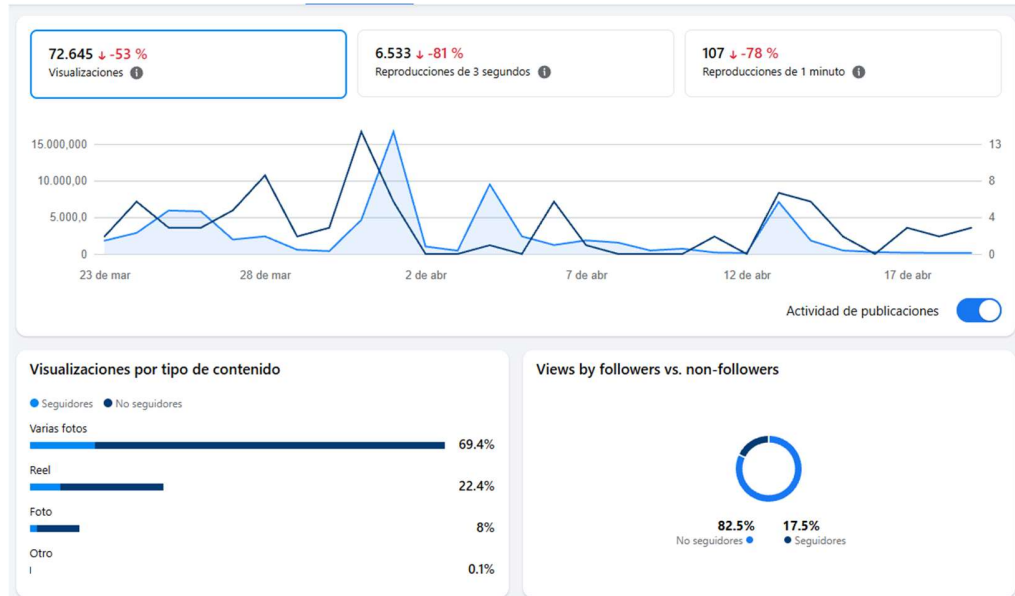 72.645 ↓ -53 %
Visualizaciones
6.533 ↓ -81 %
Reproducciones de 3 segundos
107 ↓ -78 %
Reproducciones de 1 minuto
15.000,000 13
10.000,00 8
5.000,0 4
0 0
23 de mar 28 de mar 2 de abr 7 de abr 12 de abr 17 de abr
Actividad de publicaciones
Visualizaciones por tipo de contenido
Seguidores No seguidores
Varias fotos
69.4%
Reel
22.4%
Foto
8%
Otro
0.1%
Views by followers vs. non-followers
82.5% 17.5%
No seguidores Seguidores